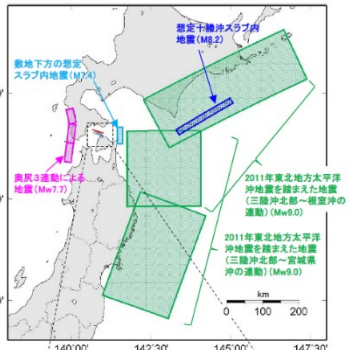 想定十勝沖スラブ内
地震(M8.2)
敷地下方の想定
スラブ内地震(M7.4)
奥尻3連動による
地震(Mw7.7)
2011年東北地方太平洋
沖地震を踏まえた地震
(三陸沖北部~根室沖の
連動)(Mw9.0)
2011年東北地方太平洋
沖地震を踏まえた地震
(三陸沖北部~宮城県
沖の連動)(Mw9.0)
km
0 100 200
140°00' 142°30' 145°00' 147°30'